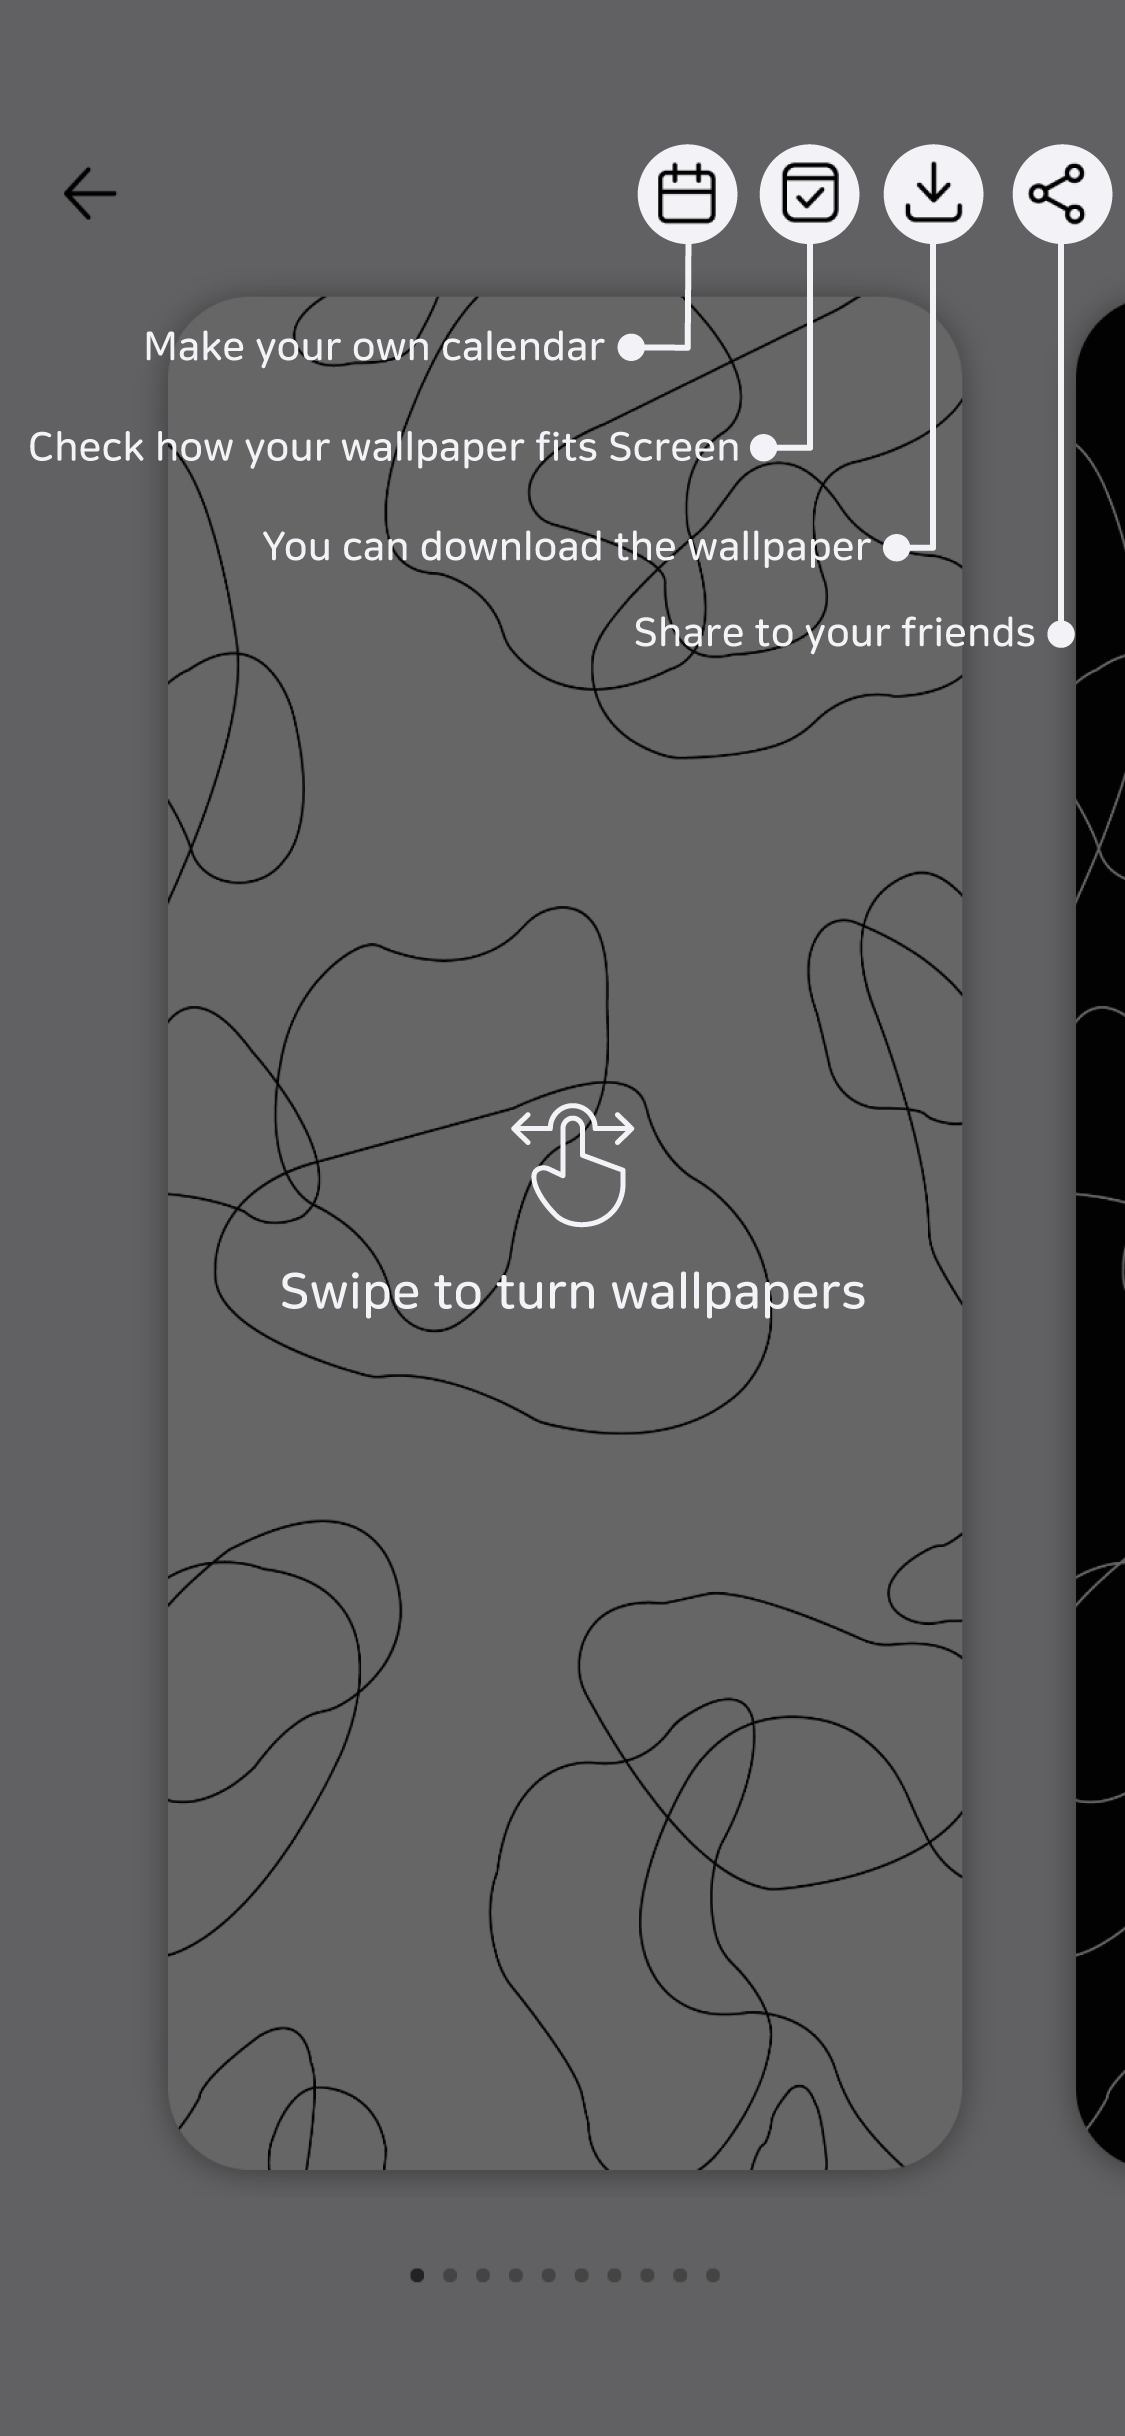 Make your own calendar
Check how your wallpaper fits Screen
You can download the wallpaper
Share to your friends
Swipe to turn wallpapers